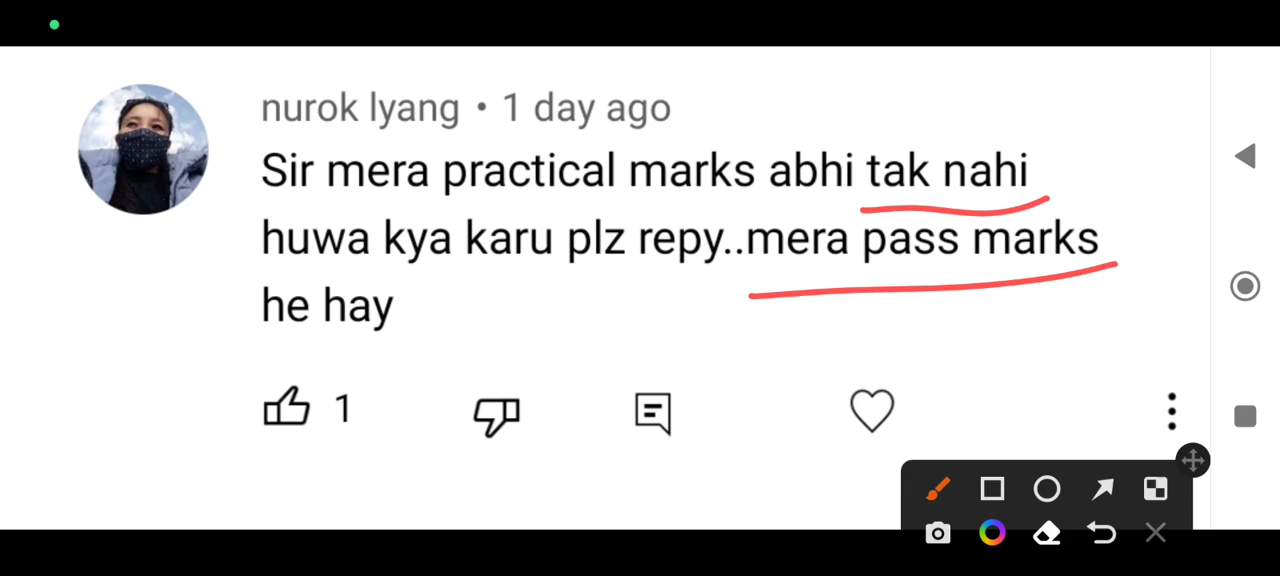 nurok lyang • 1 day ago
Sir mera practical marks abhi tak nahi
huwa kya karu plz repy..mera pass marks
he hay
1